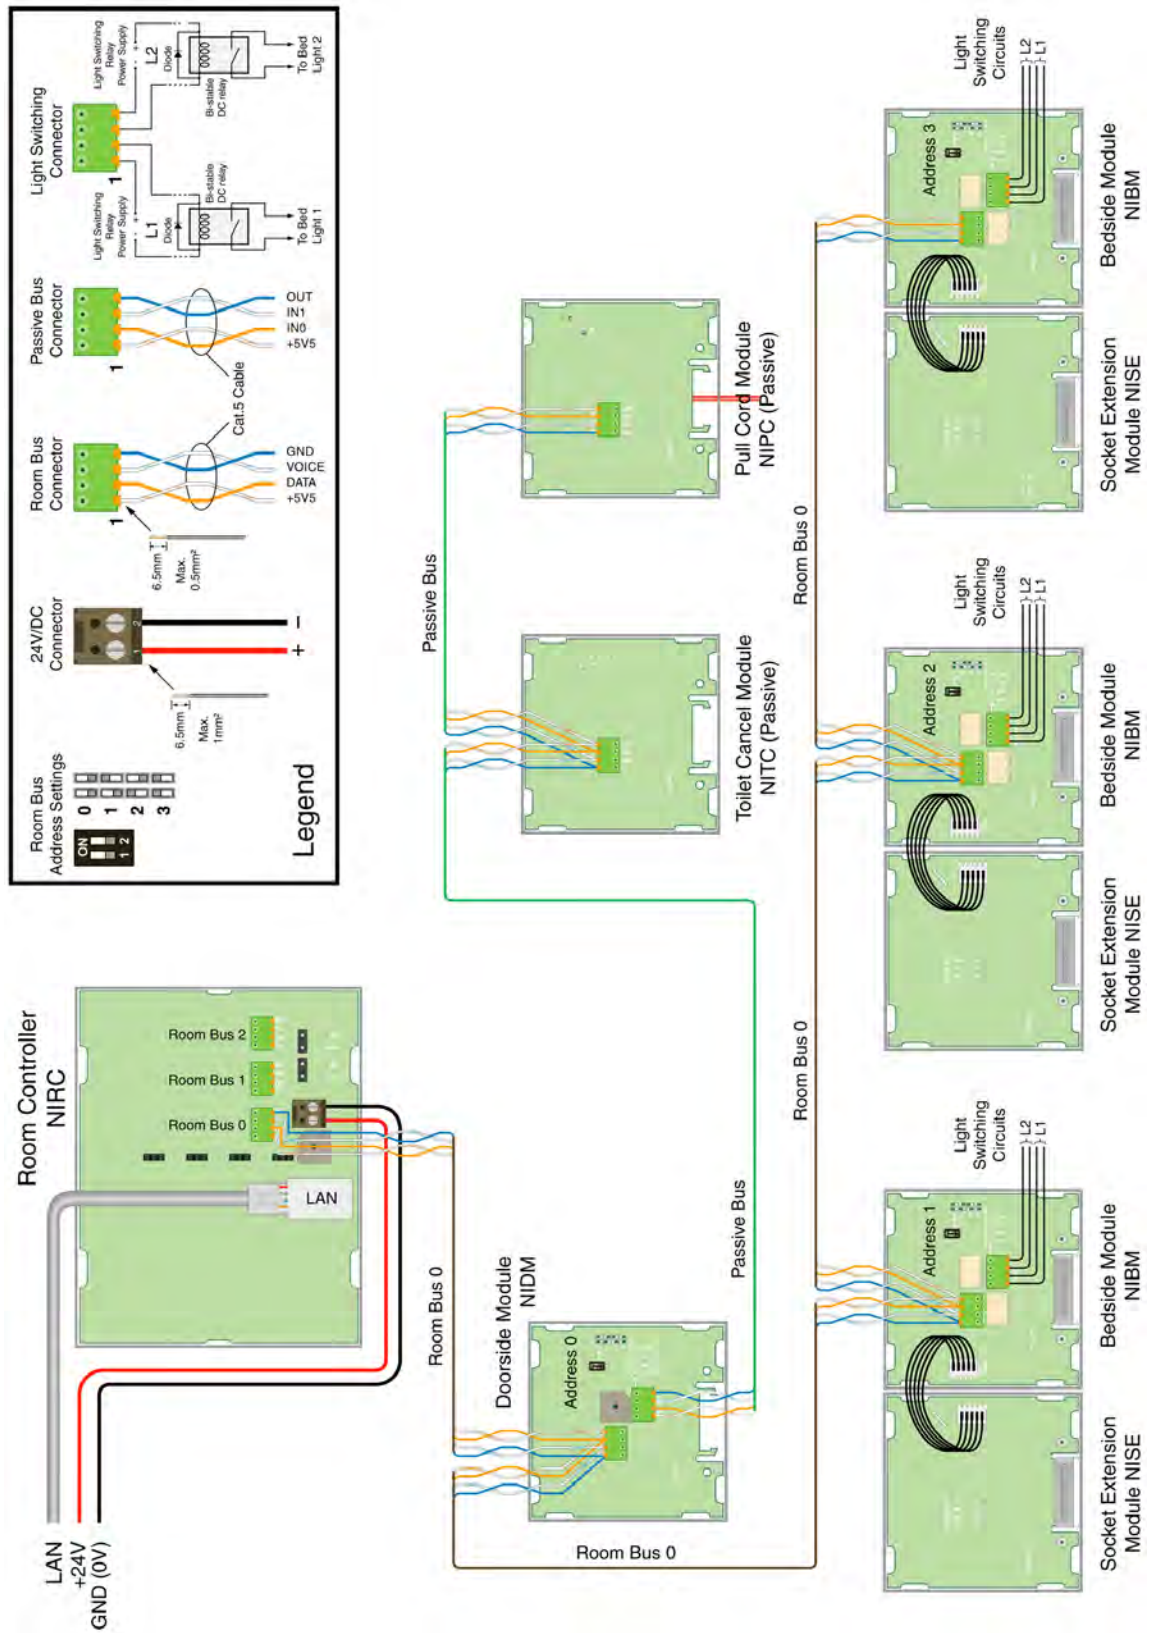 Room Controller
NIRC
LAN
+24V
GND (0V)
LAN
Room Bus 0
Room Bus 1
Room Bus 2
Legend
Room Bus
Address Settings
ON
1 2
0
1
2
3
24V/DC
Connector
1 2
+
–
6.5mm
Max.
1mm²
Room Bus
Connector
1
6.5mm
Max.
0.5mm²
GND
VOICE
DATA
+5V5
Cat.5 Cable
Passive Bus
Connector
1
OUT
IN1
IN0
+5V5
Light Switching
Connector
1
Light Switching
Relay
Power Supply
- +
L1
Diode
Bi-stable
DC relay
To Bed
Light 1
Light Switching
Relay
Power Supply
- +
L2
Diode
Bi-stable
DC relay
To Bed
Light 2
Room Bus 0
Doorside Module
NIDM
Address 0
Room Bus 0
Passive Bus
Passive Bus
Toilet Cancel Module
NITC (Passive)
Pull Cord Module
NIPC (Passive)
Room Bus 0
Room Bus 0
Address 1
Light
Switching
Circuits
L2
L1
Socket Extension
Module NISE
Bedside Module
NIBM
Address 2
Light
Switching
Circuits
L2
L1
Socket Extension
Module NISE
Bedside Module
NIBM
Address 3
Light
Switching
Circuits
L2
L1
Socket Extension
Module NISE
Bedside Module
NIBM